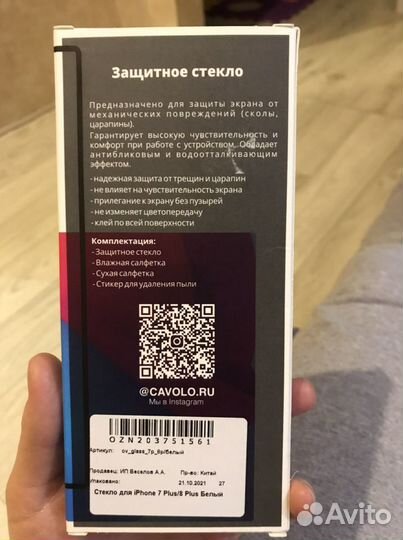 Защитное стекло
Предназначено для защиты экрана от
механических повреждений (сколы,
царапины).
Гарантирует высокую чувствительность и
комфорт при работе с устройством. Обладает
антибликовым и водоотталкивающим
эффектом.
- надежная защита от трещин и царапин
- не влияет на чувствительность экрана
- прилегание к экрану без пузырей
- не изменяет цветопередачу
- клей по всей поверхности
Комплектация:
- Защитное стекло
- Влажная салфетка
- Сухая салфетка
- Стикер для удаления пыли
@CAVOLO.RU
Мы в Instagram
OZN203751561
Артикул: ov_glass_7p_8p/белый
Продавец: ИП Веселов А.А. Пр-во: Китай
Упаковано: 21.10.2021 27
Стекло для iPhone 7 Plus/8 Plus Белый
Avito